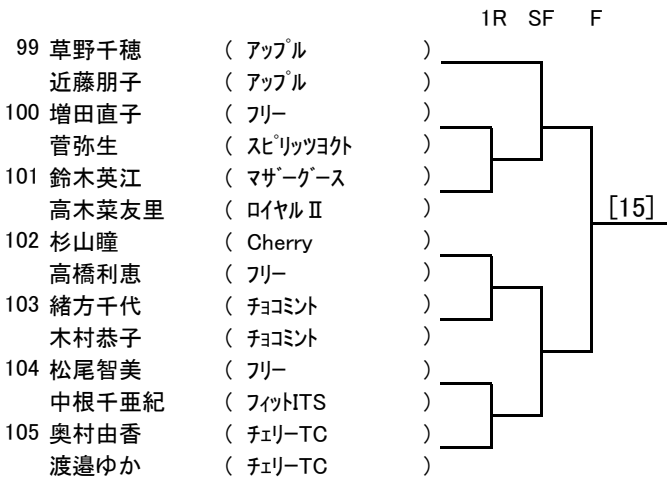 1R SF F
99 草野千穂 ( アップル )
近藤朋子 ( アップル )
100 増田直子 ( フリー )
菅弥生 ( スピリッツヨクト )
101 鈴木英江 ( マザーグース )
高木菜友里 ( ロイヤルⅡ )
[15]
102 杉山瞳 ( Cherry )
高橋利恵 ( フリー )
103 緒方千代 ( チョコミント )
木村恭子 ( チョコミント )
104 松尾智美 ( フリー )
中根千亜紀 ( フィットITS )
105 奥村由香 ( チェリーTC )
渡邉ゆか ( チェリーTC )